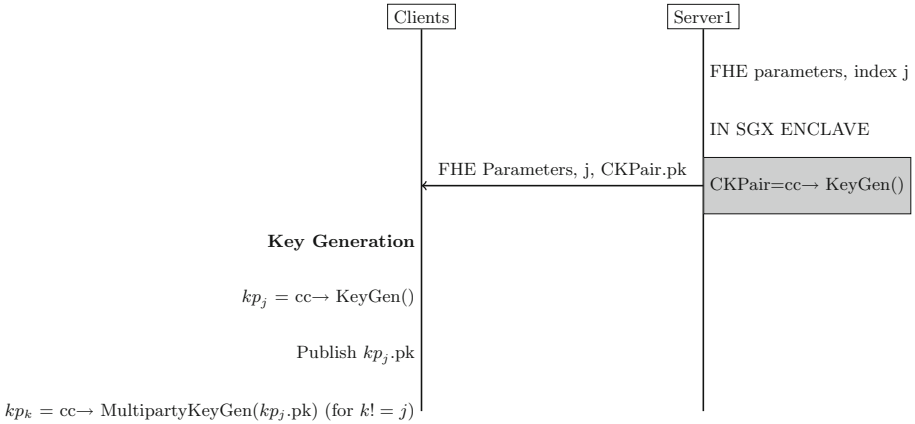 Clients
Server1
FHE parameters, index j
IN SGX ENCLAVE
FHE Parameters, j, CKPair.pk
CKPair=cc→ KeyGen()
Key Generation
kp_j = cc→ KeyGen()
Publish kp_j.pk
kp_k = cc→ MultipartyKeyGen(kp_j.pk) (for k! = j)